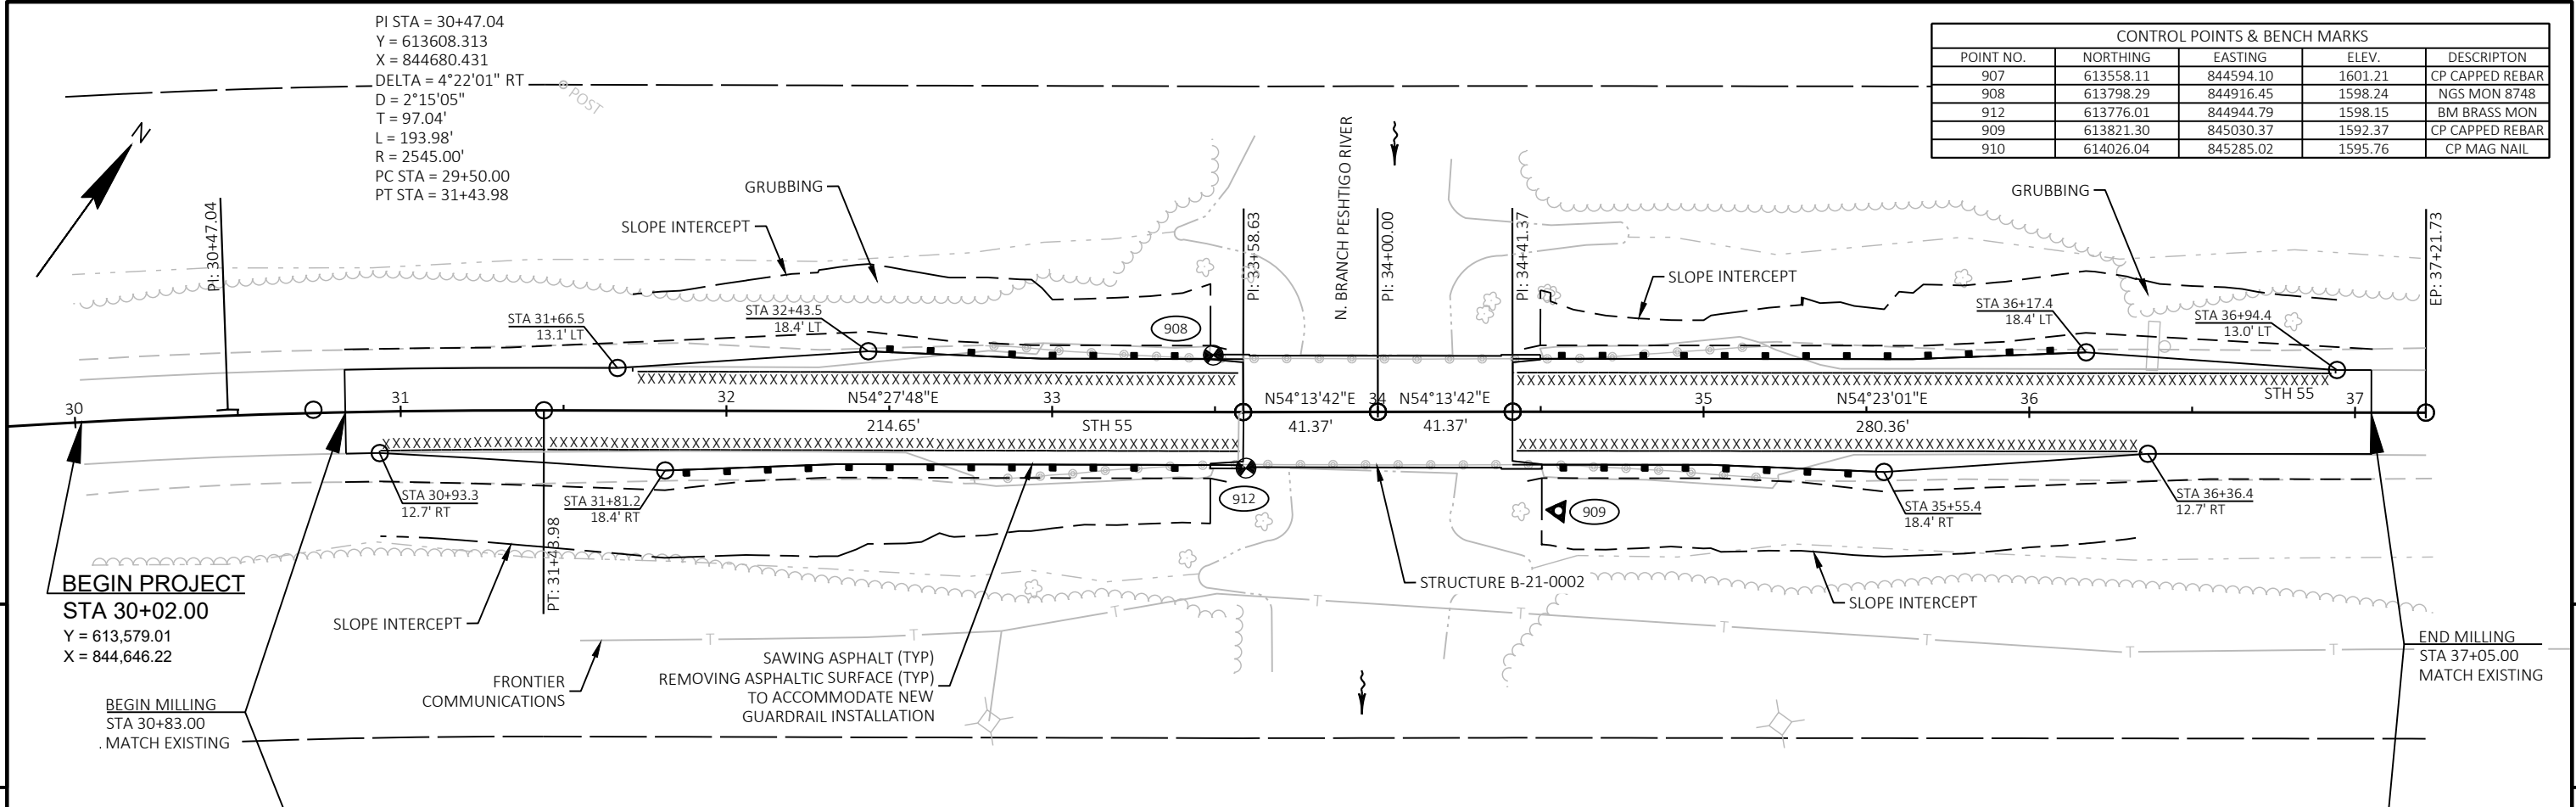 PI STA = 30+47.04
Y = 613608.313
X = 844680.431
DELTA = 4°22'01" RT
D = 2°15'05"
T = 97.04'
L = 193.98'
R = 2545.00'
PC STA = 29+50.00
PT STA = 31+43.98
POST
N
CONTROL POINTS & BENCH MARKS
POINT NO. NORTHING EASTING ELEV. DESCRIPTON
907 613558.11 844594.10 1601.21 CP CAPPED REBAR
908 613798.29 844916.45 1598.24 NGS MON 8748
912 613776.01 844944.79 1598.15 BM BRASS MON
909 613821.30 845030.37 1592.37 CP CAPPED REBAR
910 614026.04 845285.02 1595.76 CP MAG NAIL
GRUBBING
SLOPE INTERCEPT
PI: 30+47.04
PI: 33+58.63
N. BRANCH PESHTIGO RIVER
PI: 34+00.00
PI: 34+41.37
SLOPE INTERCEPT
GRUBBING
EP: 37+21.73
STA 31+66.5
13.1' LT
STA 32+43.5
18.4' LT
908
STA 36+17.4
18.4' LT
STA 36+94.4
13.0' LT
XXXXXXXXXXXXXXXXXXXXXXXXXXXXXXXXXXXXXXXXXXXXXXXXXXXXXXXX
XXXXXXXXXXXXXXXXXXXXXXXXXXXXXXXXXXXXXXXXXXXXXXXXXXXXXXXXXXXXXXXXXXXXXXXXXX
30 31 32 N54°27'48"E 33 N54°13'42"E 34 N54°13'42"E 35 N54°23'01"E 36 STH 55 37
214.65' STH 55 41.37' 41.37' 280.36'
XXXXXXXXXXXXXXXXXXXXXXXXXXXXXXXXXXXXXXXXXXXXXXXXXXXXXXXXXXXXXXXXXXXXXXXXXXXXXX
XXXXXXXXXXXXXXXXXXXXXXXXXXXXXXXXXXXXXXXXXXXXXXXXXXXXXXXX
STA 30+93.3
12.7' RT
STA 31+81.2
18.4' RT
912
909
STA 35+55.4
18.4' RT
STA 36+36.4
12.7' RT
PT: 31+43.98
BEGIN PROJECT
STA 30+02.00
Y = 613,579.01
X = 844,646.22
SLOPE INTERCEPT
STRUCTURE B-21-0002
SLOPE INTERCEPT
T T T T T T T T T
FRONTIER
COMMUNICATIONS
SAWING ASPHALT (TYP)
REMOVING ASPHALTIC SURFACE (TYP)
TO ACCOMMODATE NEW
GUARDRAIL INSTALLATION
BEGIN MILLING
STA 30+83.00
MATCH EXISTING
END MILLING
STA 37+05.00
MATCH EXISTING